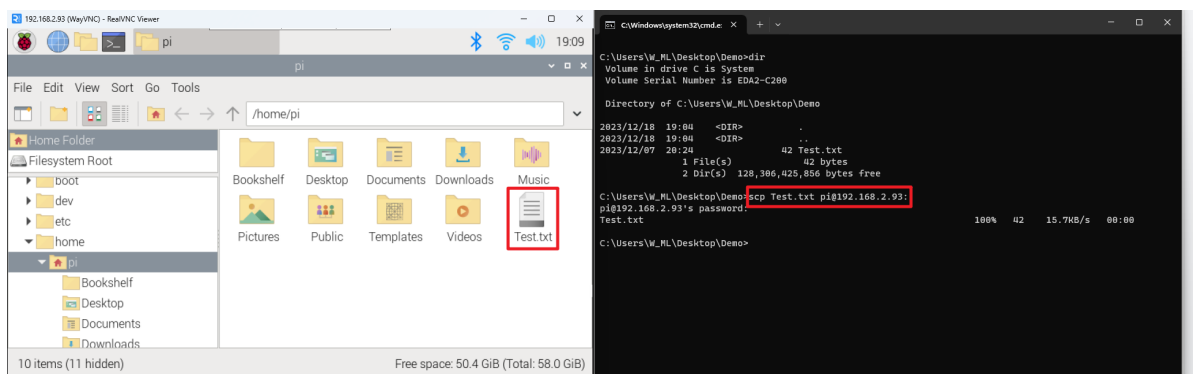 192.168.2.93 (WayVNC) - RealVNC Viewer
pi
19:09
pi
File Edit View Sort Go Tools
/home/pi
Home Folder
Filesystem Root
boot
dev
etc
home
pi
Bookshelf
Desktop
Documents
Downloads
Bookshelf Desktop Documents Downloads Music
Pictures Public Templates Videos Test.txt
10 items (11 hidden)
Free space: 50.4 GiB (Total: 58.0 GiB)
C:\Windows\system32\cmd.e:
C:\Users\W_ML\Desktop\Demo>dir
Volume in drive C is System
Volume Serial Number is EDA2-C200
Directory of C:\Users\W_ML\Desktop\Demo
2023/12/18 19:04 <DIR> .
2023/12/18 19:04 <DIR> ..
2023/12/07 20:24 42 Test.txt
1 File(s) 42 bytes
2 Dir(s) 128,306,425,856 bytes free
C:\Users\W_ML\Desktop\Demo>scp Test.txt pi@192.168.2.93:
pi@192.168.2.93's password:
Test.txt 100% 42 15.7KB/s 00:00
C:\Users\W_ML\Desktop\Demo>